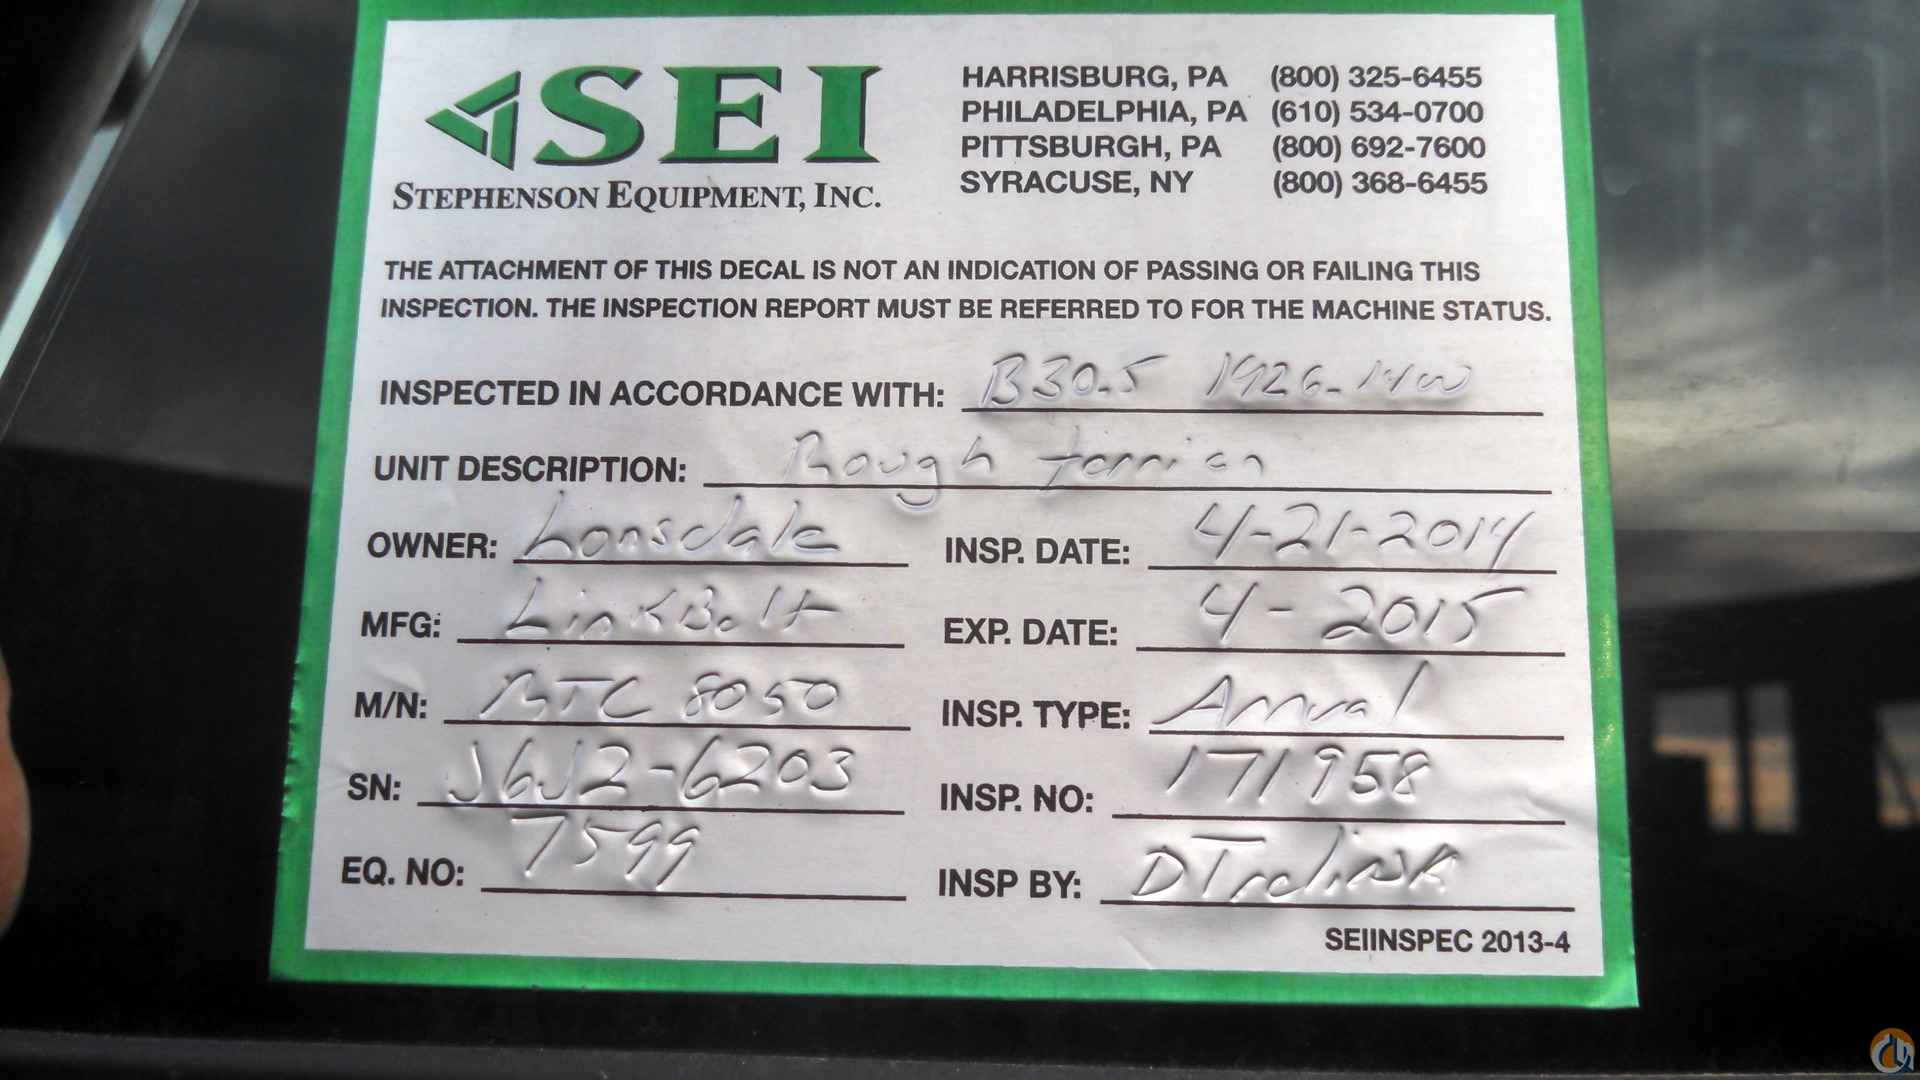 SEI
STEPHENSON EQUIPMENT, INC.
HARRISBURG, PA (800) 325-6455
PHILADELPHIA, PA (610) 534-0700
PITTSBURGH, PA (800) 692-7600
SYRACUSE, NY (800) 368-6455
THE ATTACHMENT OF THIS DECAL IS NOT AN INDICATION OF PASSING OR FAILING THIS
INSPECTION. THE INSPECTION REPORT MUST BE REFERRED TO FOR THE MACHINE STATUS.
INSPECTED IN ACCORDANCE WITH: B30.5 1926.1400
UNIT DESCRIPTION: Rough terrian
OWNER: Lonsdale
INSP. DATE: 4-21-2014
MFG: LinkBelt
EXP. DATE: 4-2015
M/N: RTC 8050
INSP. TYPE: Annual
SN: J6J2-6203
INSP. NO: 171958
EQ. NO: 7599
INSP BY:
SEIINSPEC 2013-4